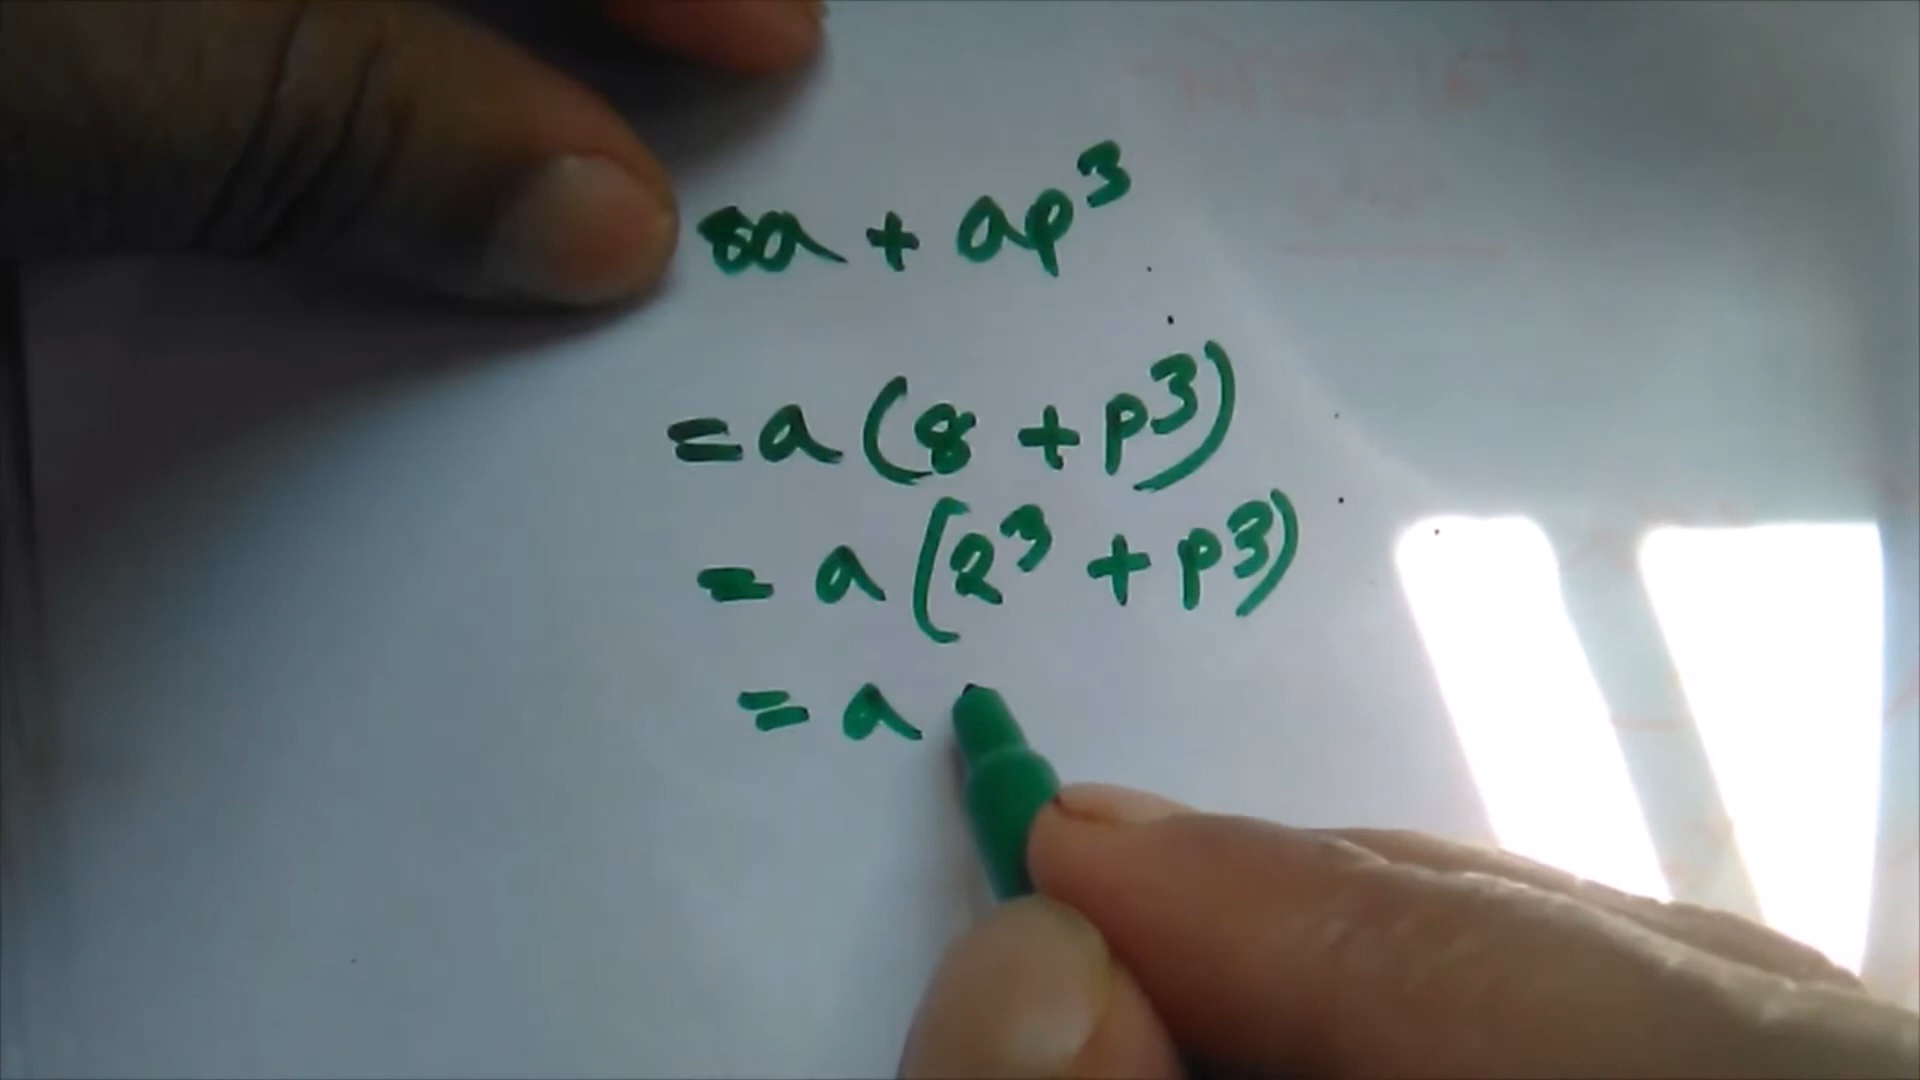 8a + ap³
= a (8 + p³)
= a (2³ + p³)
= a